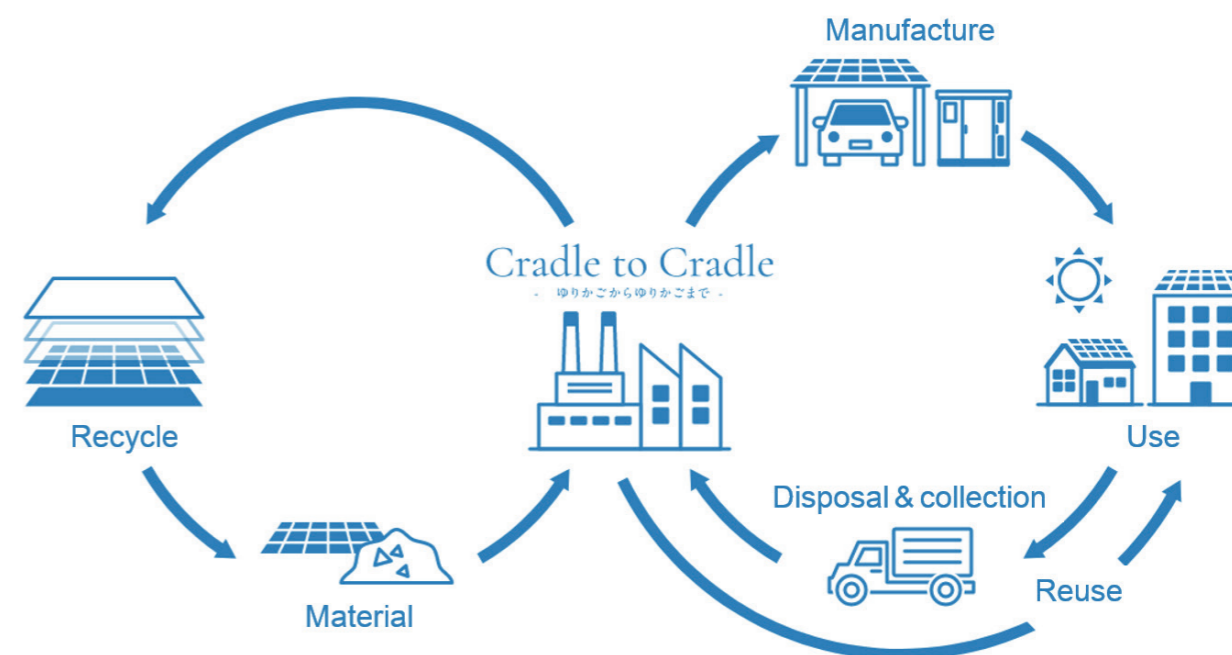 Manufacture
Cradle to Cradle
- ゆりかごからゆりかごまで -
Recycle
Use
Disposal & collection
Reuse
Material